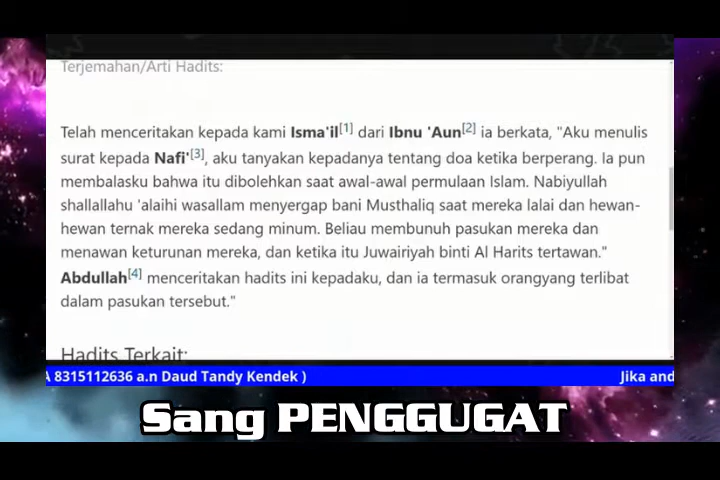 Terjemahan/Arti Hadits:
Telah menceritakan kepada kami Isma'il[1] dari Ibnu 'Aun[2] ia berkata, "Aku menulis
surat kepada Nafi'[3], aku tanyakan kepadanya tentang doa ketika berperang. Ia pun
membalasku bahwa itu dibolehkan saat awal-awal permulaan Islam. Nabiyullah
shallallahu 'alaihi wasallam menyergap bani Musthaliq saat mereka lalai dan hewan-
hewan ternak mereka sedang minum. Beliau membunuh pasukan mereka dan
menawan keturunan mereka, dan ketika itu Juwairiyah binti Al Harits tertawan."
Abdullah[4] menceritakan hadits ini kepadaku, dan ia termasuk orangyang terlibat
dalam pasukan tersebut."
Hadits Terkait:
A 8315112636 a.n Daud Tandy Kendek ) Jika and
Sang PENGGUGAT